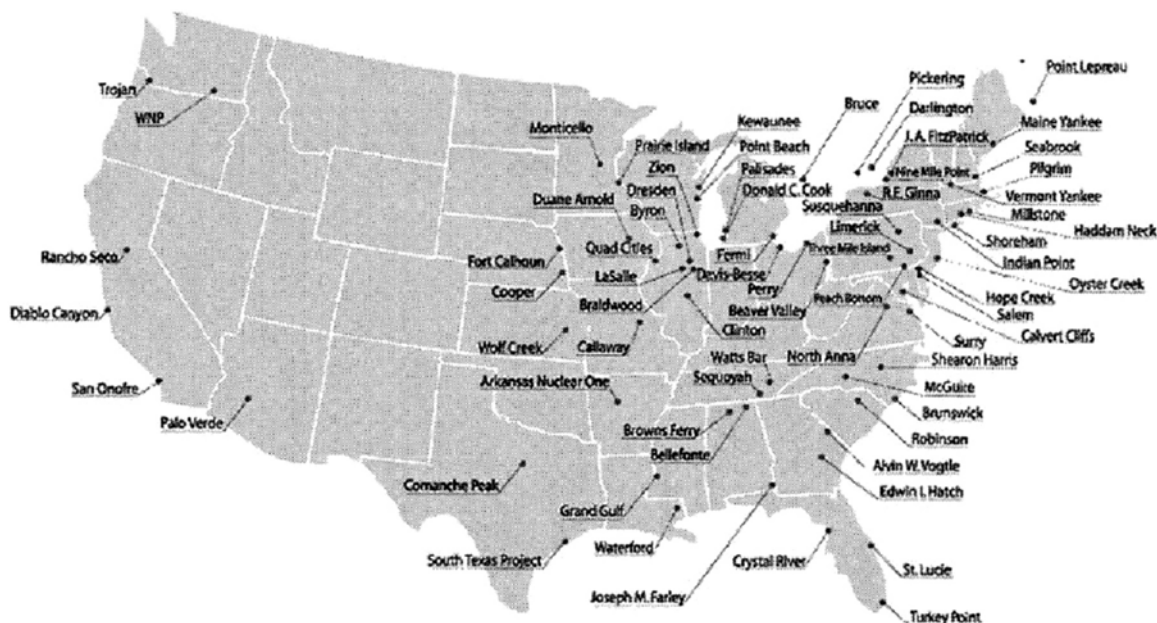 Point Lepreau
Pickering
Trojan
Bruce
Darlington
WNP
Kewaunee
Maine Yankee
Monticello
J. A. FitzPatrick
Prairie Island
Point Beach
Seabrook
Zion
Palisades
Nine Mile Point
Pilgrim
Dresden
Donald C. Cook
R.E. Ginna
Vermont Yankee
Duane Arnold
Byron
Susquehanna
Millstone
Limerick
Haddam Neck
Shoreham
Quad Cities
Fermi
Three Mile Island
Rancho Seco
Fort Calhoun
Indian Point
LaSalle
Davis-Besse
Oyster Creek
Cooper
Perry
Braidwood
Beaver Valley
Peach Bottom
Hope Creek
Diablo Canyon
Salem
Clinton
Calvert Cliffs
Wolf Creek
Callaway
Surry
Watts Bar
North Anna
Shearon Harris
San Onofre
Arkansas Nuclear One
Sequoyah
McGuire
Palo Verde
Brunswick
Browns Ferry
Robinson
Bellefonte
Alvin W. Vogtle
Comanche Peak
Edwin I. Hatch
Grand Gulf
Waterford
South Texas Project
Crystal River
St. Lucie
Joseph M. Farley
Turkey Point